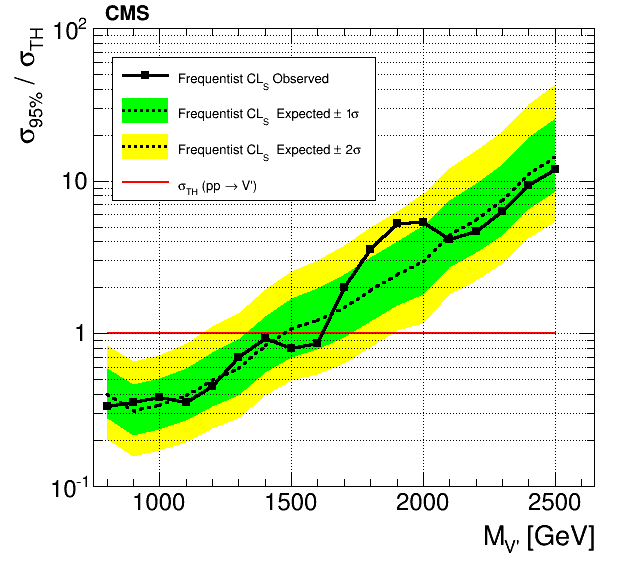 CMS
σ95% / σTH
10²
10
1
10⁻¹
Frequentist CLS Observed
Frequentist CLS Expected ± 1σ
Frequentist CLS Expected ± 2σ
σTH (pp → V')
1000 1500 2000 2500
MV' [GeV]